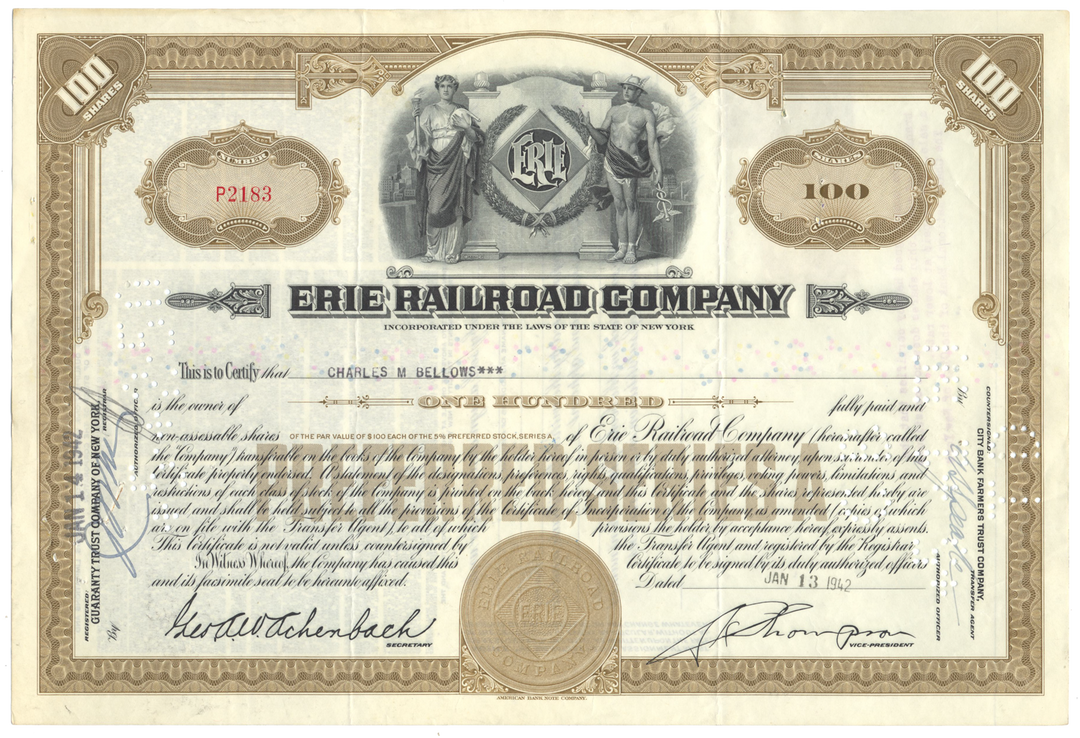 100
SHARES
100
SHARES
NUMBER
P2183
ERIE
SHARES
100
ERIE RAILROAD COMPANY
INCORPORATED UNDER THE LAWS OF THE STATE OF NEW YORK
This is to Certify that CHARLES M BELLOWS***
is the owner of ONE HUNDRED fully paid and
non-assessable shares OF THE PAR VALUE OF $100 EACH OF THE 5% PREFERRED STOCK, SERIES A, of Erie Railroad Company (hereinafter called
the Company) transferable on the books of the Company by the holder hereof in person or by duly authorized attorney, upon surrender of this
certificate properly endorsed. A statement of the designations, preferences, rights, qualifications, privileges, voting powers, limitations and
restrictions of each class of stock of the Company is printed on the back hereof and this Certificate and the shares represented hereby are
issued and shall be held subject to all the provisions of the Certificate of Incorporation of the Company, as amended (copies of which
are on file with the Transfer Agent), to all of which provisions the holder, by acceptance hereof, expressly assents.
This Certificate is not valid unless countersigned by the Transfer Agent and registered by the Registrar.
In Witness Whereof, the Company has caused this Certificate to be signed by its duly authorized officers
and its facsimile seal to be hereunto affixed. Dated JAN 13 1942
PREFERRED, SERIES A
Geo. A. W. Achenbach
SECRETARY
J C Thompson
VICE-PRESIDENT
ERIE RAILROAD
ERIE
COMPANY
AMERICAN BANK NOTE COMPANY.
JAN 14 1942
REGISTERED:
GUARANTY TRUST COMPANY OF NEW YORK,
REGISTRAR
By
AUTHORIZED OFFICER
COUNTERSIGNED:
CITY BANK FARMERS TRUST COMPANY,
TRANSFER AGENT
By
AUTHORIZED OFFICER